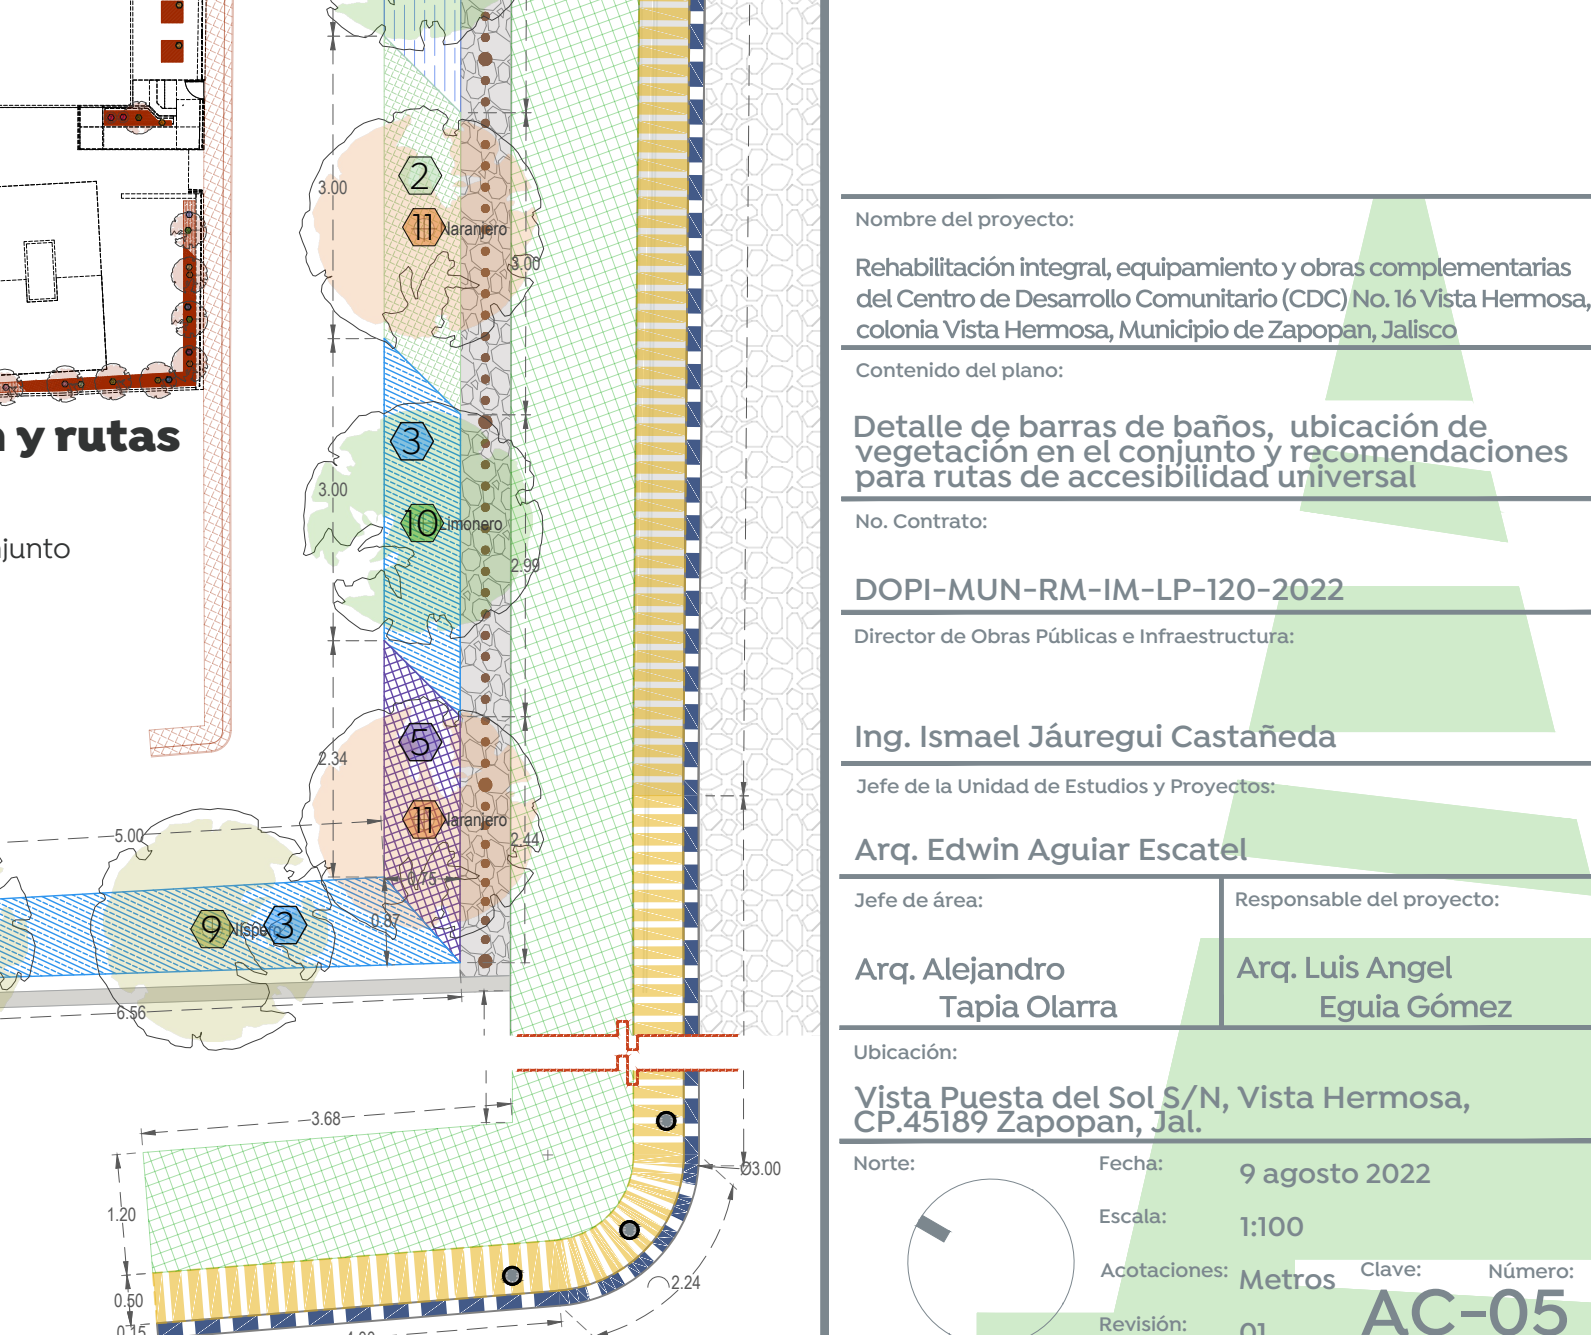 y rutas
junto
3.00
2
11
Naranjero
3.00
3
3.00
10
Limonero
2.99
5
2.34
11
Naranjero
2.44
5.00
0.75
0.87
9
Níspero
3
6.56
3.68
Ø3.00
1.20
2.24
0.50
0.15
Nombre del proyecto:
Rehabilitación integral, equipamiento y obras complementarias
del Centro de Desarrollo Comunitario (CDC) No. 16 Vista Hermosa,
colonia Vista Hermosa, Municipio de Zapopan, Jalisco
Contenido del plano:
Detalle de barras de baños, ubicación de
vegetación en el conjunto y recomendaciones
para rutas de accesibilidad universal
No. Contrato:
DOPI-MUN-RM-IM-LP-120-2022
Director de Obras Públicas e Infraestructura:
Ing. Ismael Jáuregui Castañeda
Jefe de la Unidad de Estudios y Proyectos:
Arq. Edwin Aguiar Escatel
Jefe de área:
Arq. Alejandro
Tapia Olarra
Responsable del proyecto:
Arq. Luis Angel
Eguia Gómez
Ubicación:
Vista Puesta del Sol S/N, Vista Hermosa,
CP.45189 Zapopan, Jal.
Norte:
Fecha: 9 agosto 2022
Escala: 1:100
Acotaciones: Metros
Revisión: 01
Clave: Número:
AC-05